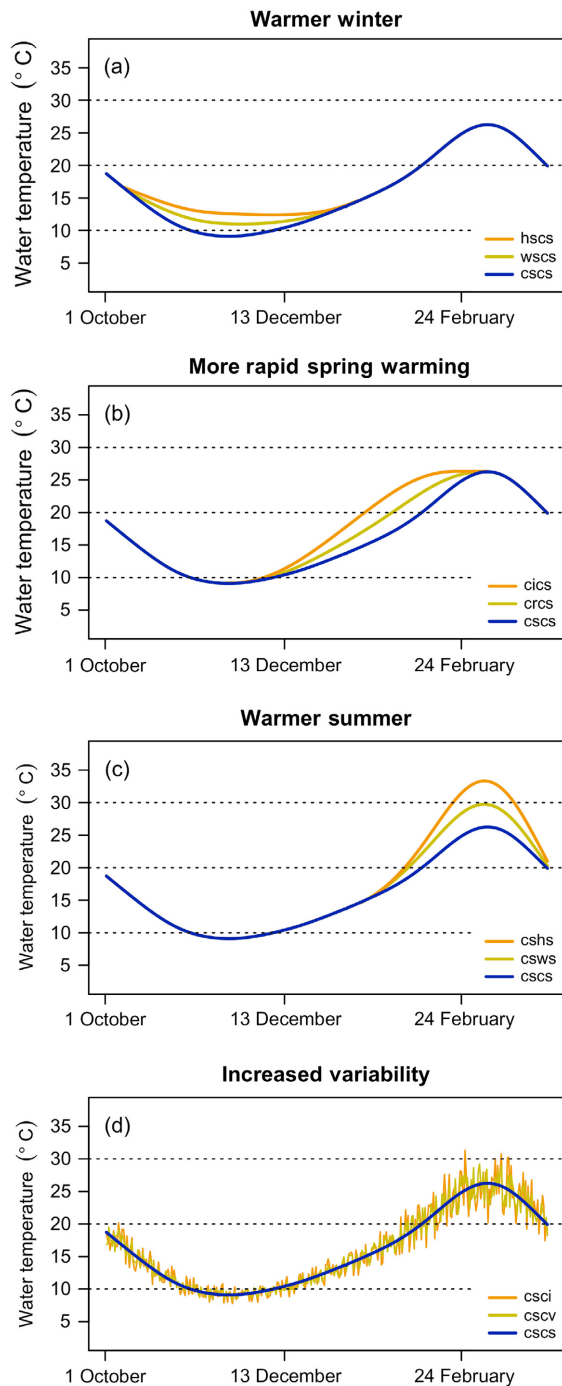 Warmer winter
(a)
Water temperature (° C)
35
30
25
20
15
10
5
hscs
wscs
cscs
1 October 13 December 24 February
More rapid spring warming
(b)
Water temperature (° C)
35
30
25
20
15
10
5
cics
crcs
cscs
1 October 13 December 24 February
Warmer summer
(c)
Water temperature (° C)
35
30
25
20
15
10
5
cshs
csws
cscs
1 October 13 December 24 February
Increased variability
(d)
Water temperature (° C)
35
30
25
20
15
10
5
csci
cscv
cscs
1 October 13 December 24 February